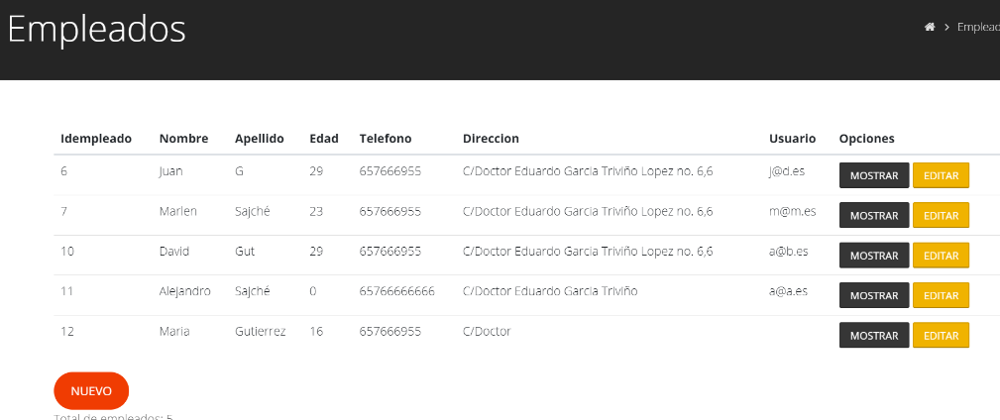 Empleados
> Emplead
Idempleado Nombre Apellido Edad Telefono Direccion Usuario Opciones
6 Juan G 29 657666955 C/Doctor Eduardo Garcia Triviño Lopez no. 6,6 j@d.es MOSTRAR EDITAR
7 Marlen Sajché 23 657666955 C/Doctor Eduardo Garcia Triviño Lopez no. 6,6 m@m.es MOSTRAR EDITAR
10 David Gut 29 657666955 C/Doctor Eduardo Garcia Triviño Lopez no. 6,6 a@b.es MOSTRAR EDITAR
11 Alejandro Sajché 0 65766666666 C/Doctor Eduardo Garcia Triviño a@a.es MOSTRAR EDITAR
12 Maria Gutierrez 16 657666955 C/Doctor MOSTRAR EDITAR
NUEVO
Total de empleados: 5